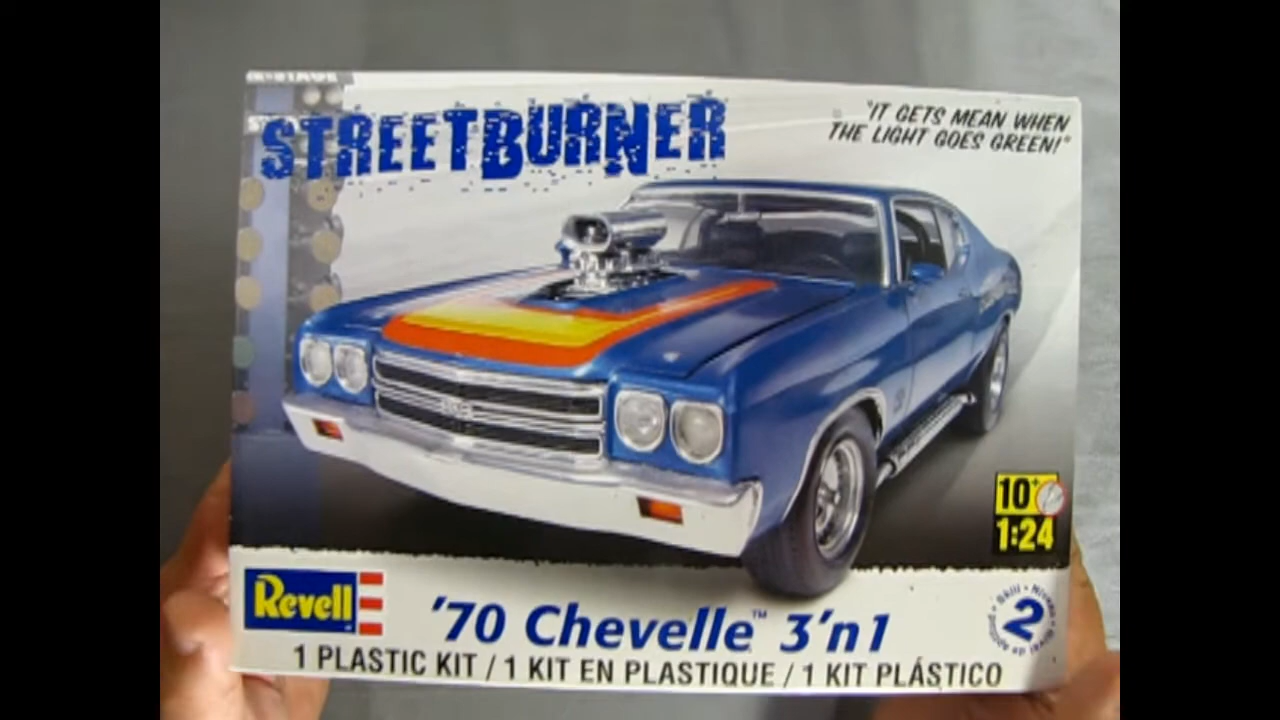 STREETBURNER
"IT GETS MEAN WHEN
THE LIGHT GOES GREEN!"
10+
1:24
Revell
'70 Chevelle™ 3'n1
2
1 PLASTIC KIT / 1 KIT EN PLASTIQUE / 1 KIT PLÁSTICO